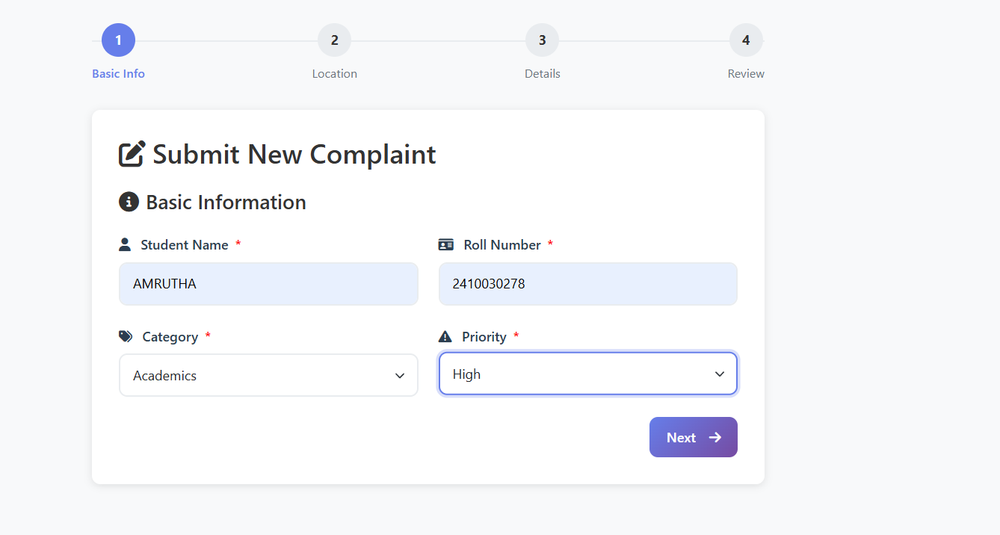 1 2 3 4
Basic Info Location Details Review
Submit New Complaint
Basic Information
Student Name * Roll Number *
AMRUTHA 2410030278
Category * Priority *
Academics High
Next